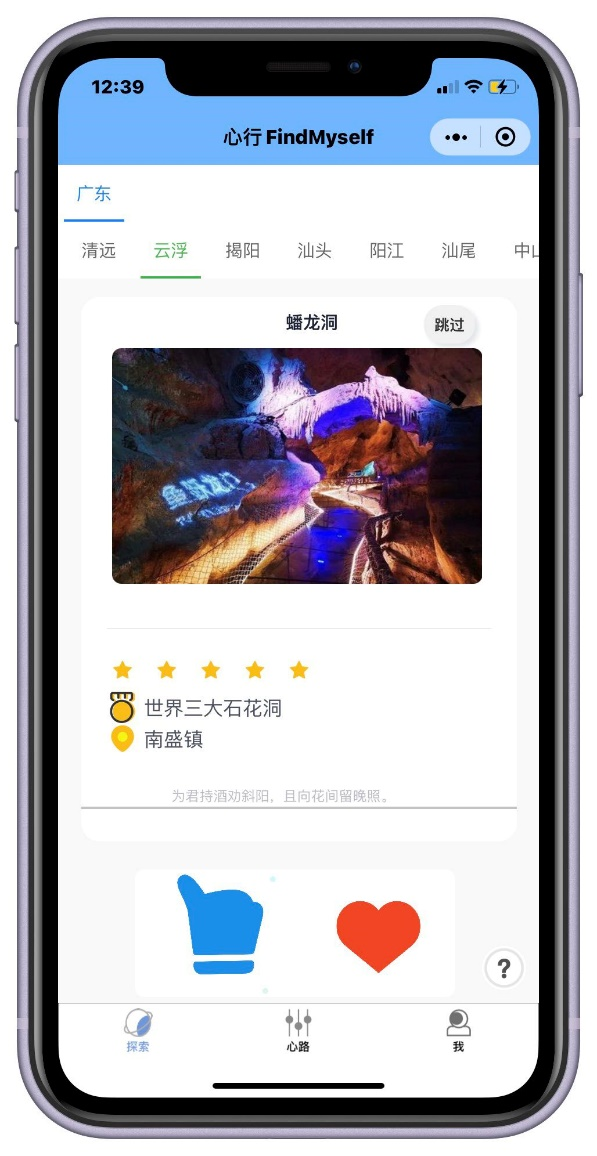 12:39
心行 FindMyself
广东
清远 云浮 揭阳 汕头 阳江 汕尾 中山
蟠龙洞 跳过
世界三大石花洞
南盛镇
为君持酒劝斜阳，且向花间留晚照。
?
探索 心路 我